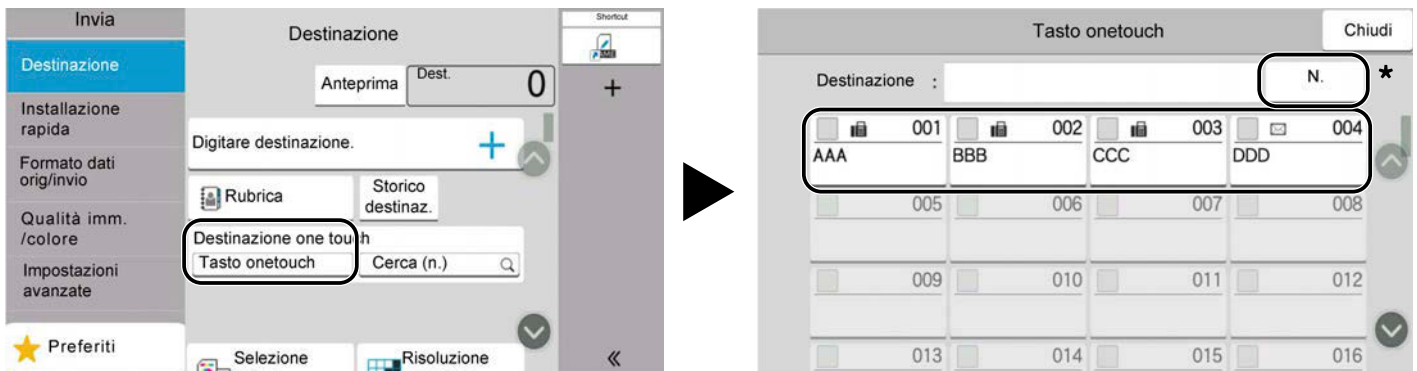 Invia
Destinazione
Installazione
rapida
Formato dati
orig/invio
Qualità imm.
/colore
Impostazioni
avanzate
Preferiti
Destinazione
Anteprima
Dest.
0
Digitare destinazione.
Rubrica
Storico
destinaz.
Destinazione one touch
Tasto onetouch
Cerca (n.)
Selezione
Risoluzione
Shortcut
+
«
Tasto onetouch
Chiudi
Destinazione :
N.
*
001 002 003 004
AAA BBB CCC DDD
005 006 007 008
009 010 011 012
013 014 015 016